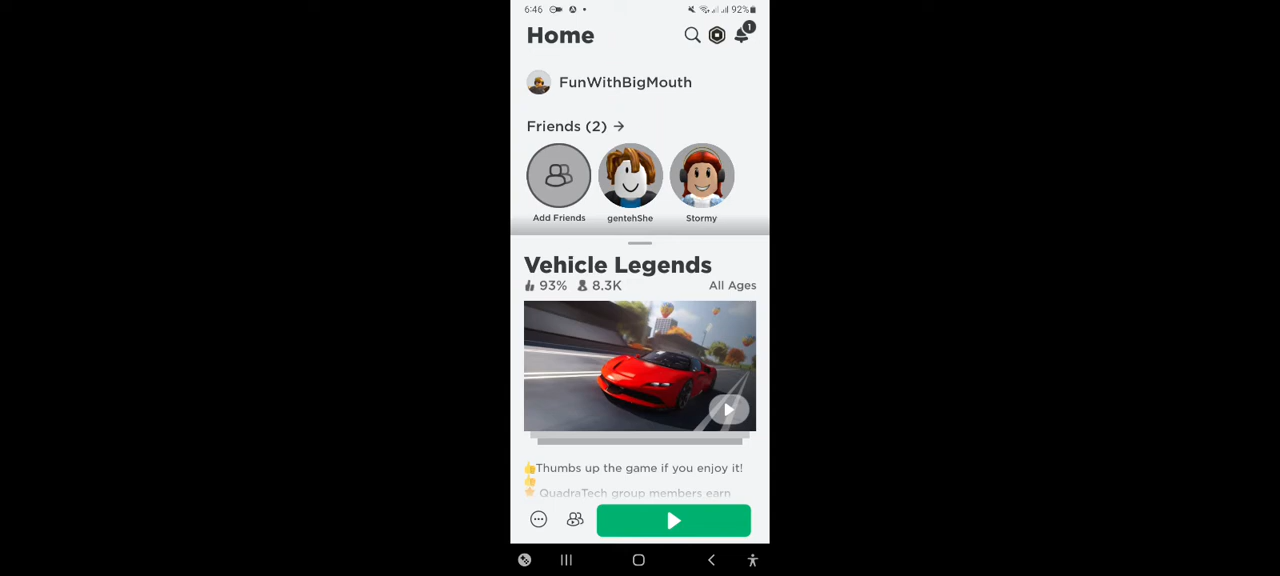 6:46
92%
Home
1
FunWithBigMouth
Friends (2) →
Add Friends
gentehShe
Stormy
Vehicle Legends
93% 8.3K All Ages
👍Thumbs up the game if you enjoy it!
👍
⭐ QuadraTech group members earn